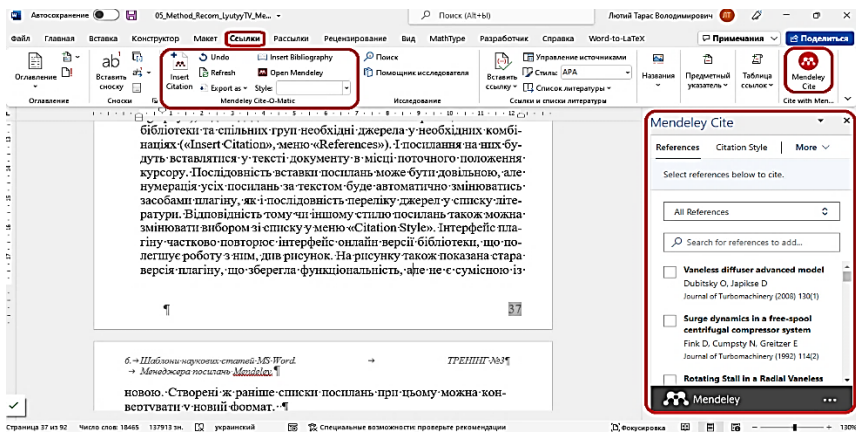 Автосохранение
05_Method_Recom_LyutyyTV_Me...
Поиск (Alt+Ы)
Лютий Тарас Володимирович
ЛТ
Файл Главная Вставка Конструктор Макет Ссылки Рассылки Рецензирование Вид MathType Разработчик Справка Word-to-LaTeX
Примечания
Поделиться
Оглавление
Оглавление
ab
Вставить сноску
Сноски
Insert Citation
Undo
Refresh
Export as
Insert Bibliography
Open Mendeley
Style:
Mendeley Cite-O-Matic
Поиск
Помощник исследователя
Исследование
Вставить ссылку
Управление источниками
Стиль: APA
Список литературы
Ссылки и списки литературы
Названия
Предметный указатель
Таблица ссылок
Mendeley Cite
Cite with Men...
бібліотеки та спільних груп необхідні джерела у необхідних комбі-
націях («Insert Citation», меню «References»). І посилання на них бу-
дуть вставлятися у тексті документу в місці поточного положення
курсору. Послідовність вставки посилань може бути довільною, але
нумерація усіх посилань за текстом буде автоматично змінюватись
засобами плагіну, як і послідовність переліку джерел у списку літе-
ратури. Відповідність тому чи іншому стилю посилань також можна
змінювати вибором зі списку у меню «Citation Style». Інтерфейс пла-
гіну частково повторює інтерфейс онлайн версії бібліотеки, що по-
легшує роботу з ним, див рисунок. На рисунку також показана стара
версія плагіну, що зберегла функціональність, але не є сумісною із
¶
37
6.→Шаблони наукових статей MS Word. → ТРЕНІНГ №3¶
→ Менеджера посилань Mendeley.¶
новою. Створені ж раніше списки посилань при цьому можна кон-
вертувати у новий формат. ¶
Mendeley Cite
References Citation Style More
Select references below to cite.
All References
Search for references to add...
Vaneless diffuser advanced model
Dubitsky O, Japikse D
Journal of Turbomachinery (2008) 130(1)
Surge dynamics in a free-spool
centrifugal compressor system
Fink D, Cumpsty N, Greitzer E
Journal of Turbomachinery (1992) 114(2)
Rotating Stall in a Radial Vaneless
Mendeley
Страница 37 из 92 Число слов: 18465 137913 зн. украинский Специальные возможности: проверьте рекомендации Фокусировка 130%